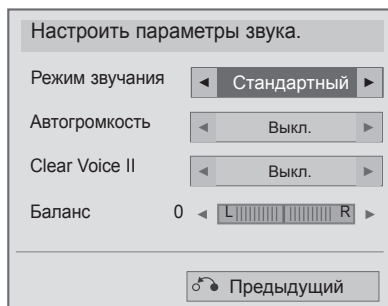 Настроить параметры звука.
Режим звучания ◄ Стандартный ►
Автогромкость ◄ Выкл. ►
Clear Voice II ◄ Выкл. ►
Баланс 0 ◄ L R ►
Предыдущий